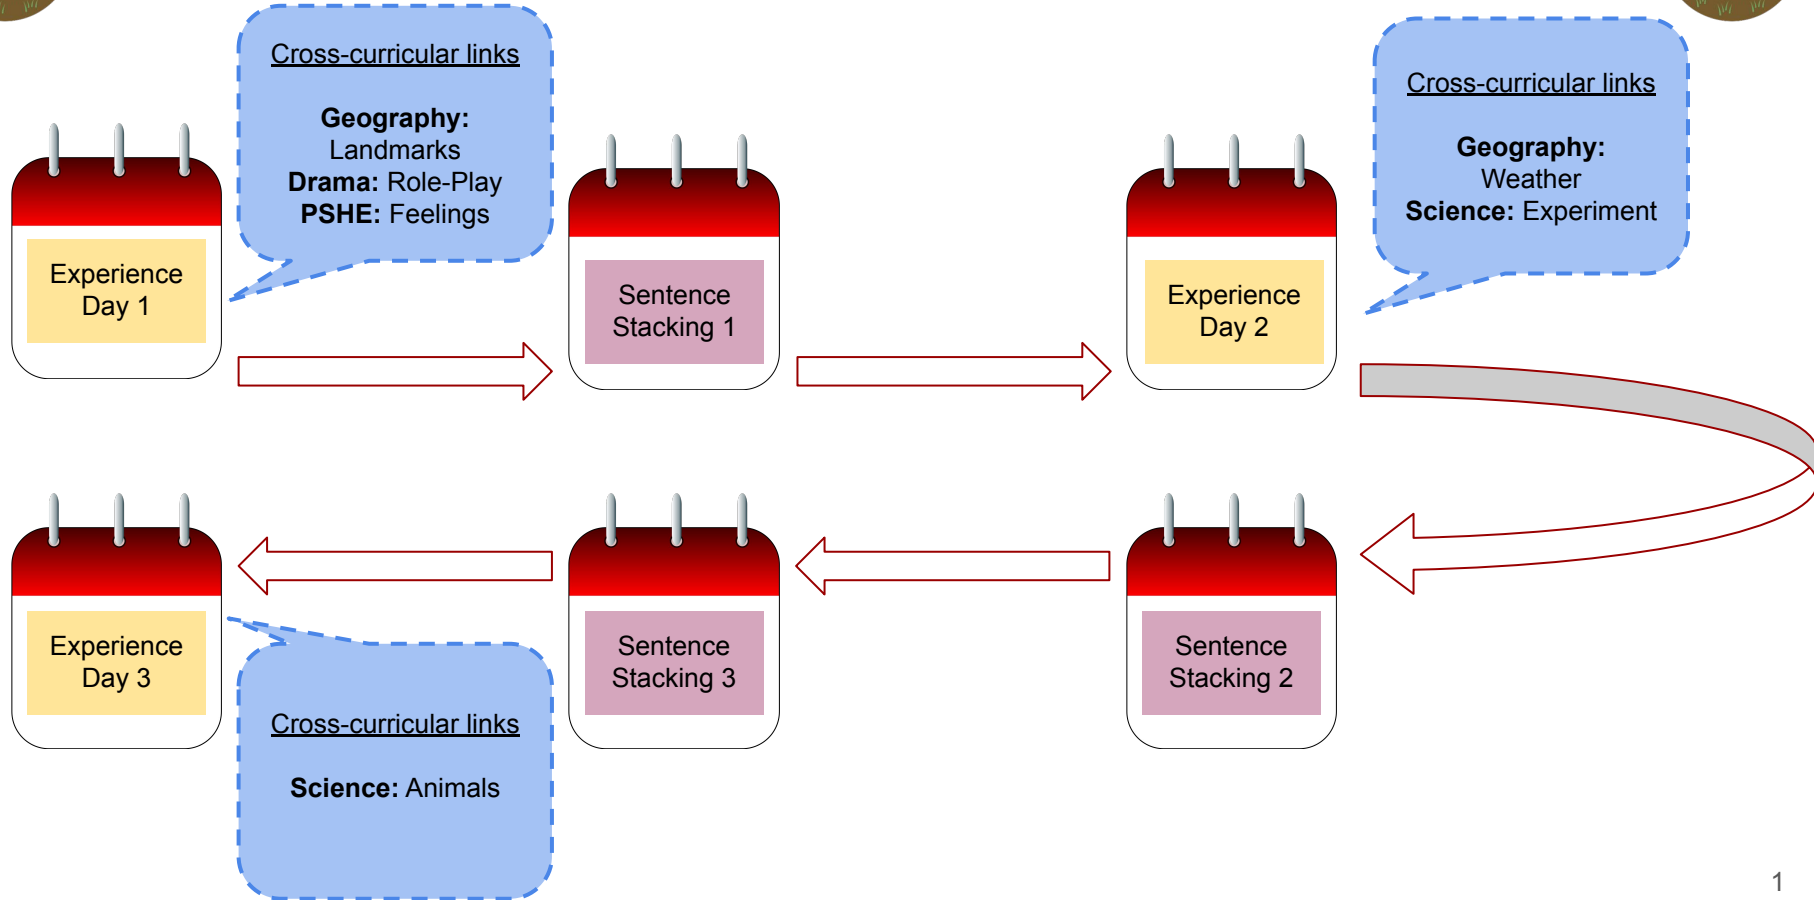 Cross-curricular links
Geography:
Landmarks
Drama: Role-Play
PSHE: Feelings
Cross-curricular links
Geography:
Weather
Science: Experiment
Experience
Day 1
Sentence
Stacking 1
Experience
Day 2
Experience
Day 3
Sentence
Stacking 3
Sentence
Stacking 2
Cross-curricular links
Science: Animals
1